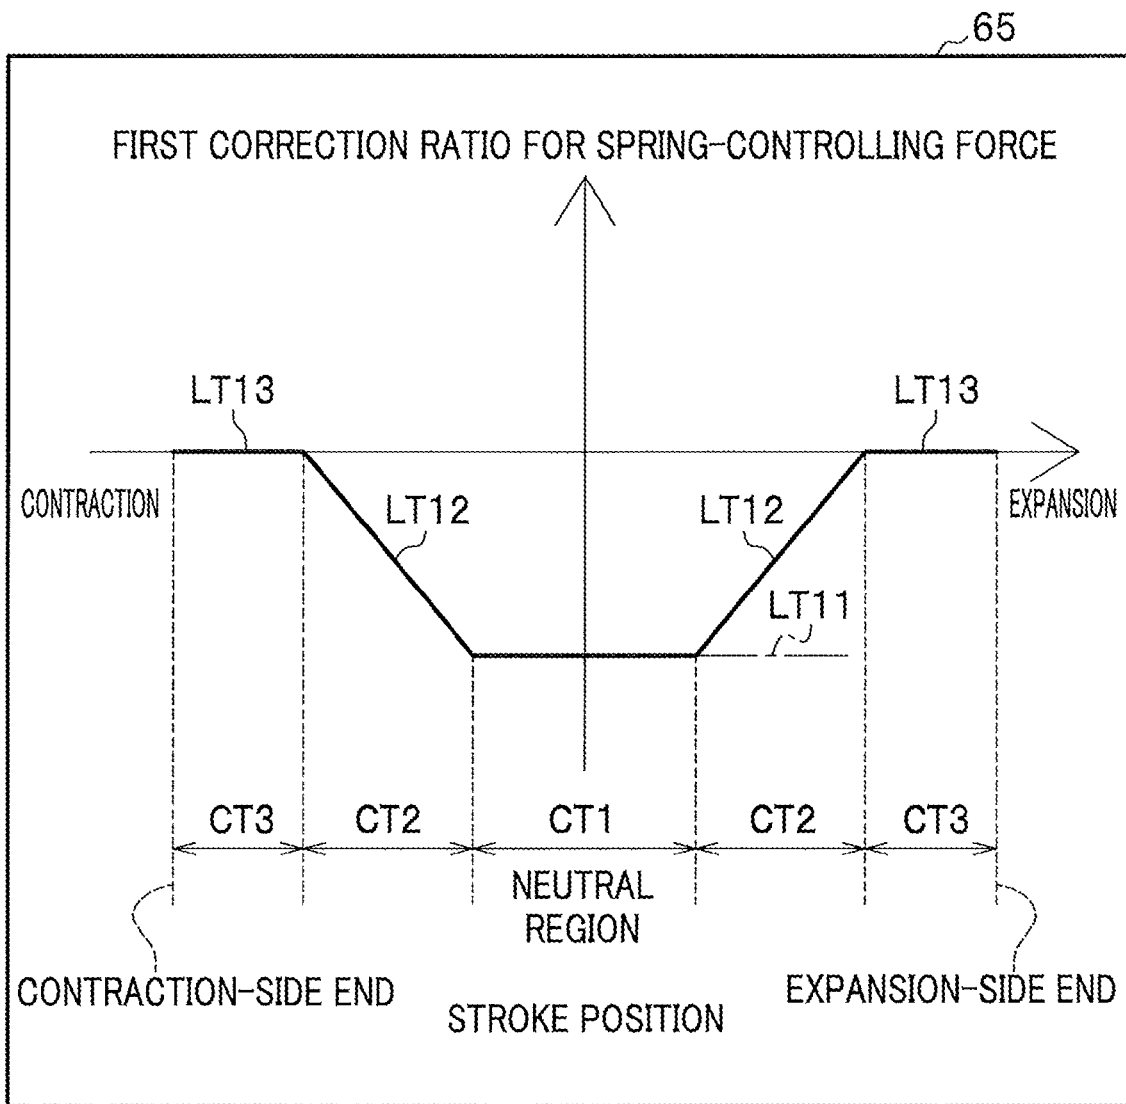 65
FIRST CORRECTION RATIO FOR SPRING-CONTROLLING FORCE
LT13
LT13
CONTRACTION
EXPANSION
LT12
LT12
LT11
CT3
CT2
CT1
CT2
CT3
NEUTRAL
REGION
CONTRACTION-SIDE END
EXPANSION-SIDE END
STROKE POSITION